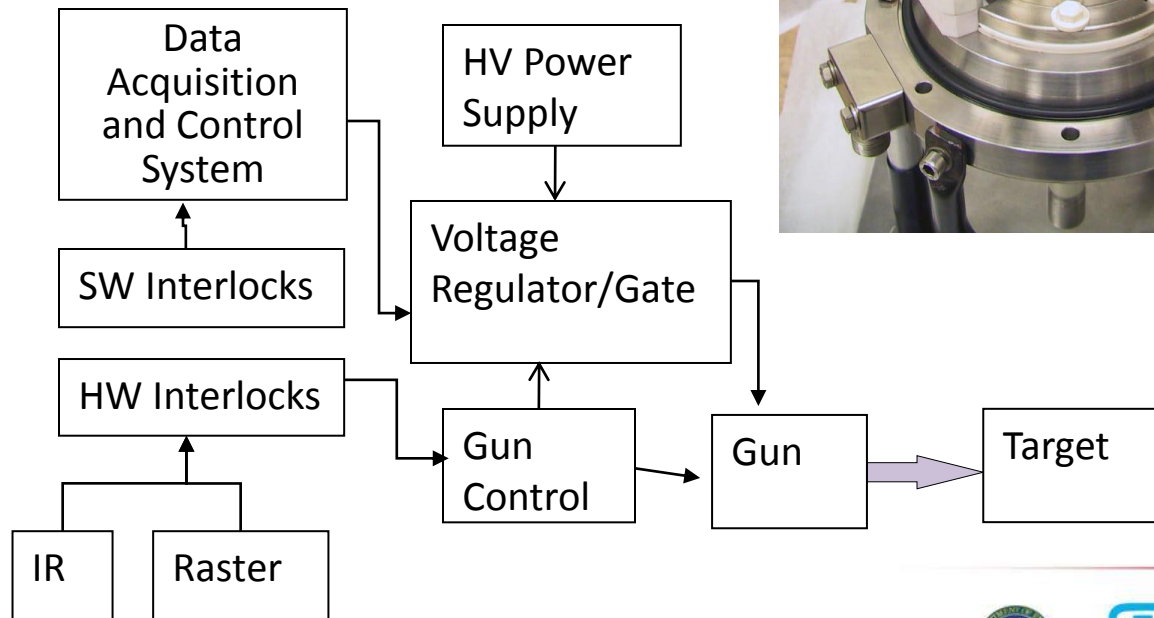 Data
Acquisition
and Control
System
HV Power
Supply
Voltage
Regulator/Gate
SW Interlocks
HW Interlocks
Gun
Control
Gun
Target
IR
Raster